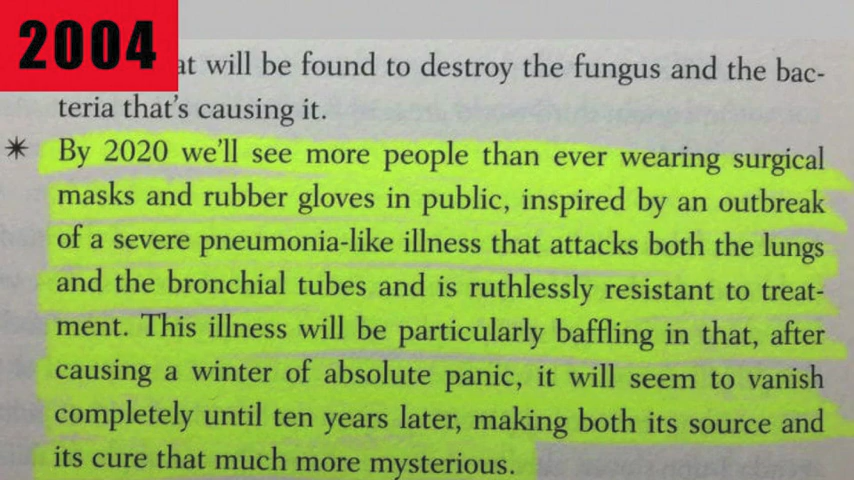 2004
at will be found to destroy the fungus and the bac-
teria that's causing it.
✴ By 2020 we'll see more people than ever wearing surgical
masks and rubber gloves in public, inspired by an outbreak
of a severe pneumonia-like illness that attacks both the lungs
and the bronchial tubes and is ruthlessly resistant to treat-
ment. This illness will be particularly baffling in that, after
causing a winter of absolute panic, it will seem to vanish
completely until ten years later, making both its source and
its cure that much more mysterious.